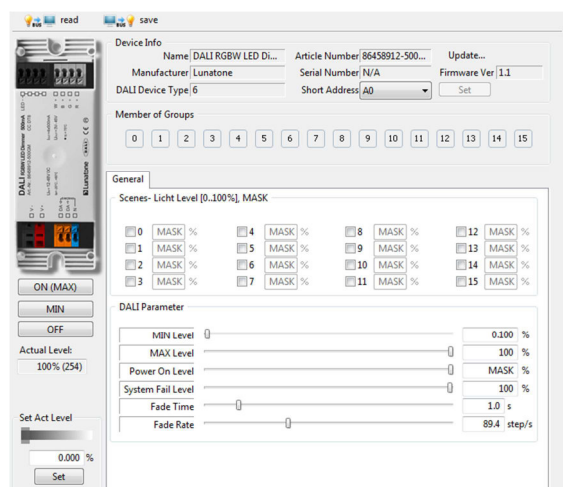 read save
Device Info
Name DALI RGBW LED Di... Article Number 86458912-500... Update...
Manufacturer Lunatone Serial Number N/A Firmware Ver 1.1
DALI Device Type 6 Short Address A0 Set
Member of Groups
0 1 2 3 4 5 6 7 8 9 10 11 12 13 14 15
General
Scenes- Licht Level [0..100%], MASK
0 MASK % 4 MASK % 8 MASK % 12 MASK %
1 MASK % 5 MASK % 9 MASK % 13 MASK %
2 MASK % 6 MASK % 10 MASK % 14 MASK %
3 MASK % 7 MASK % 11 MASK % 15 MASK %
DALI Parameter
MIN Level 0.100 %
MAX Level 100 %
Power On Level MASK %
System Fail Level 100 %
Fade Time 1.0 s
Fade Rate 89.4 step/s
DALI RGBW LED Dimmer 500mA
Lunatone
ON (MAX)
MIN
OFF
Actual Level:
100% (254)
Set Act Level
0.000 %
Set